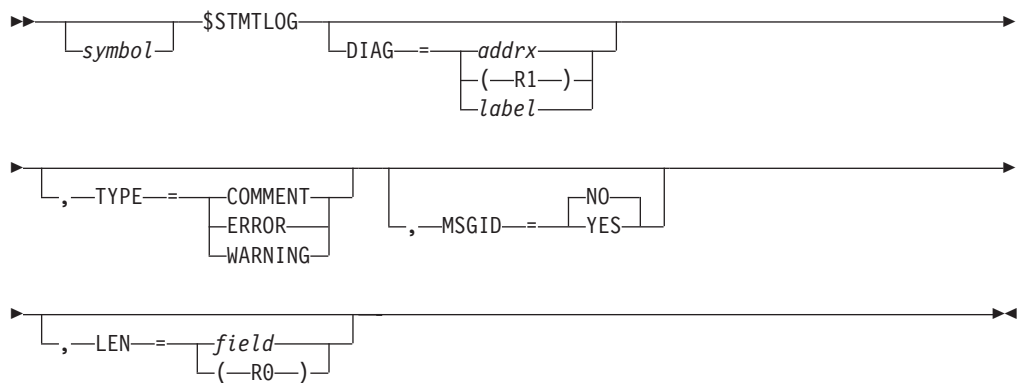 symbol $STMTLOG DIAG = addrx
( R1 )
label
, TYPE = COMMENT , MSGID = NO
ERROR YES
WARNING
, LEN = field
( R0 )